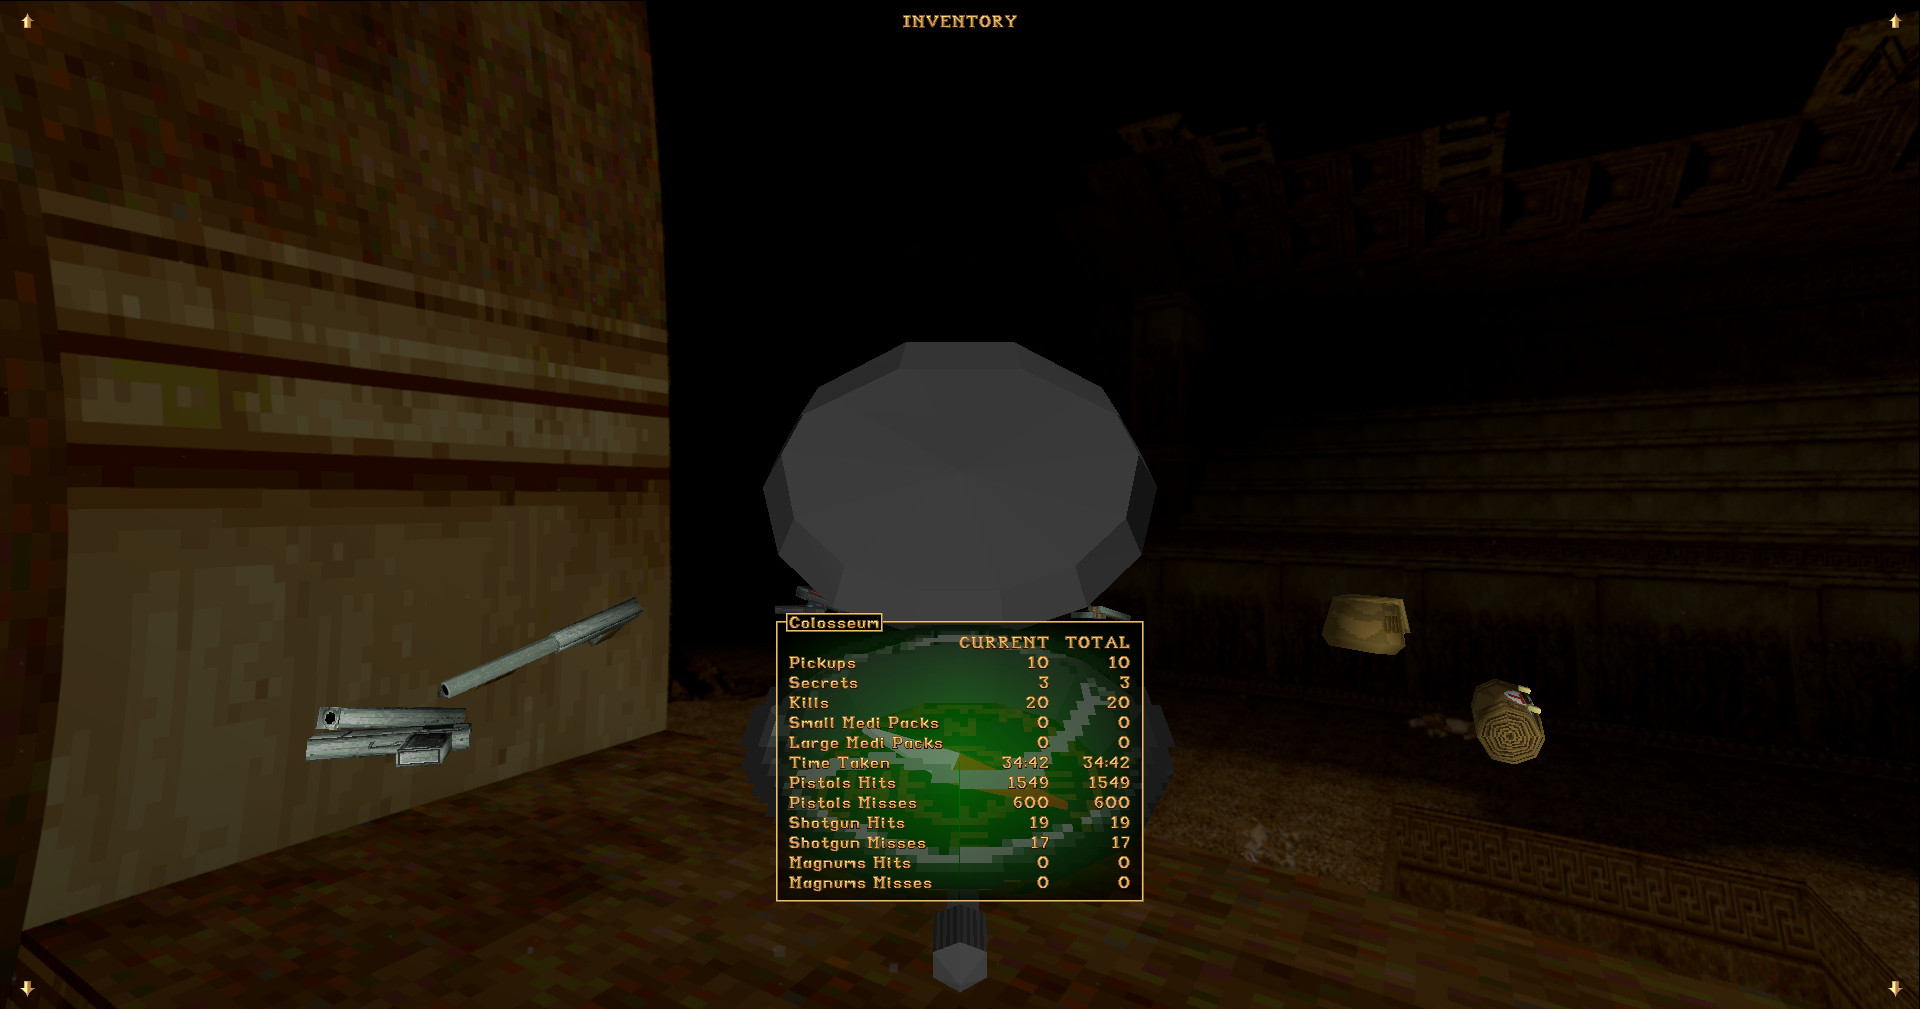 INVENTORY
Colosseum
CURRENT TOTAL
Pickups 10 10
Secrets 3 3
Kills 20 20
Small Medi Packs 0 0
Large Medi Packs 0 0
Time Taken 34:42 34:42
Pistols Hits 1549 1549
Pistols Misses 600 600
Shotgun Hits 19 19
Shotgun Misses 17 17
Magnums Hits 0 0
Magnums Misses 0 0